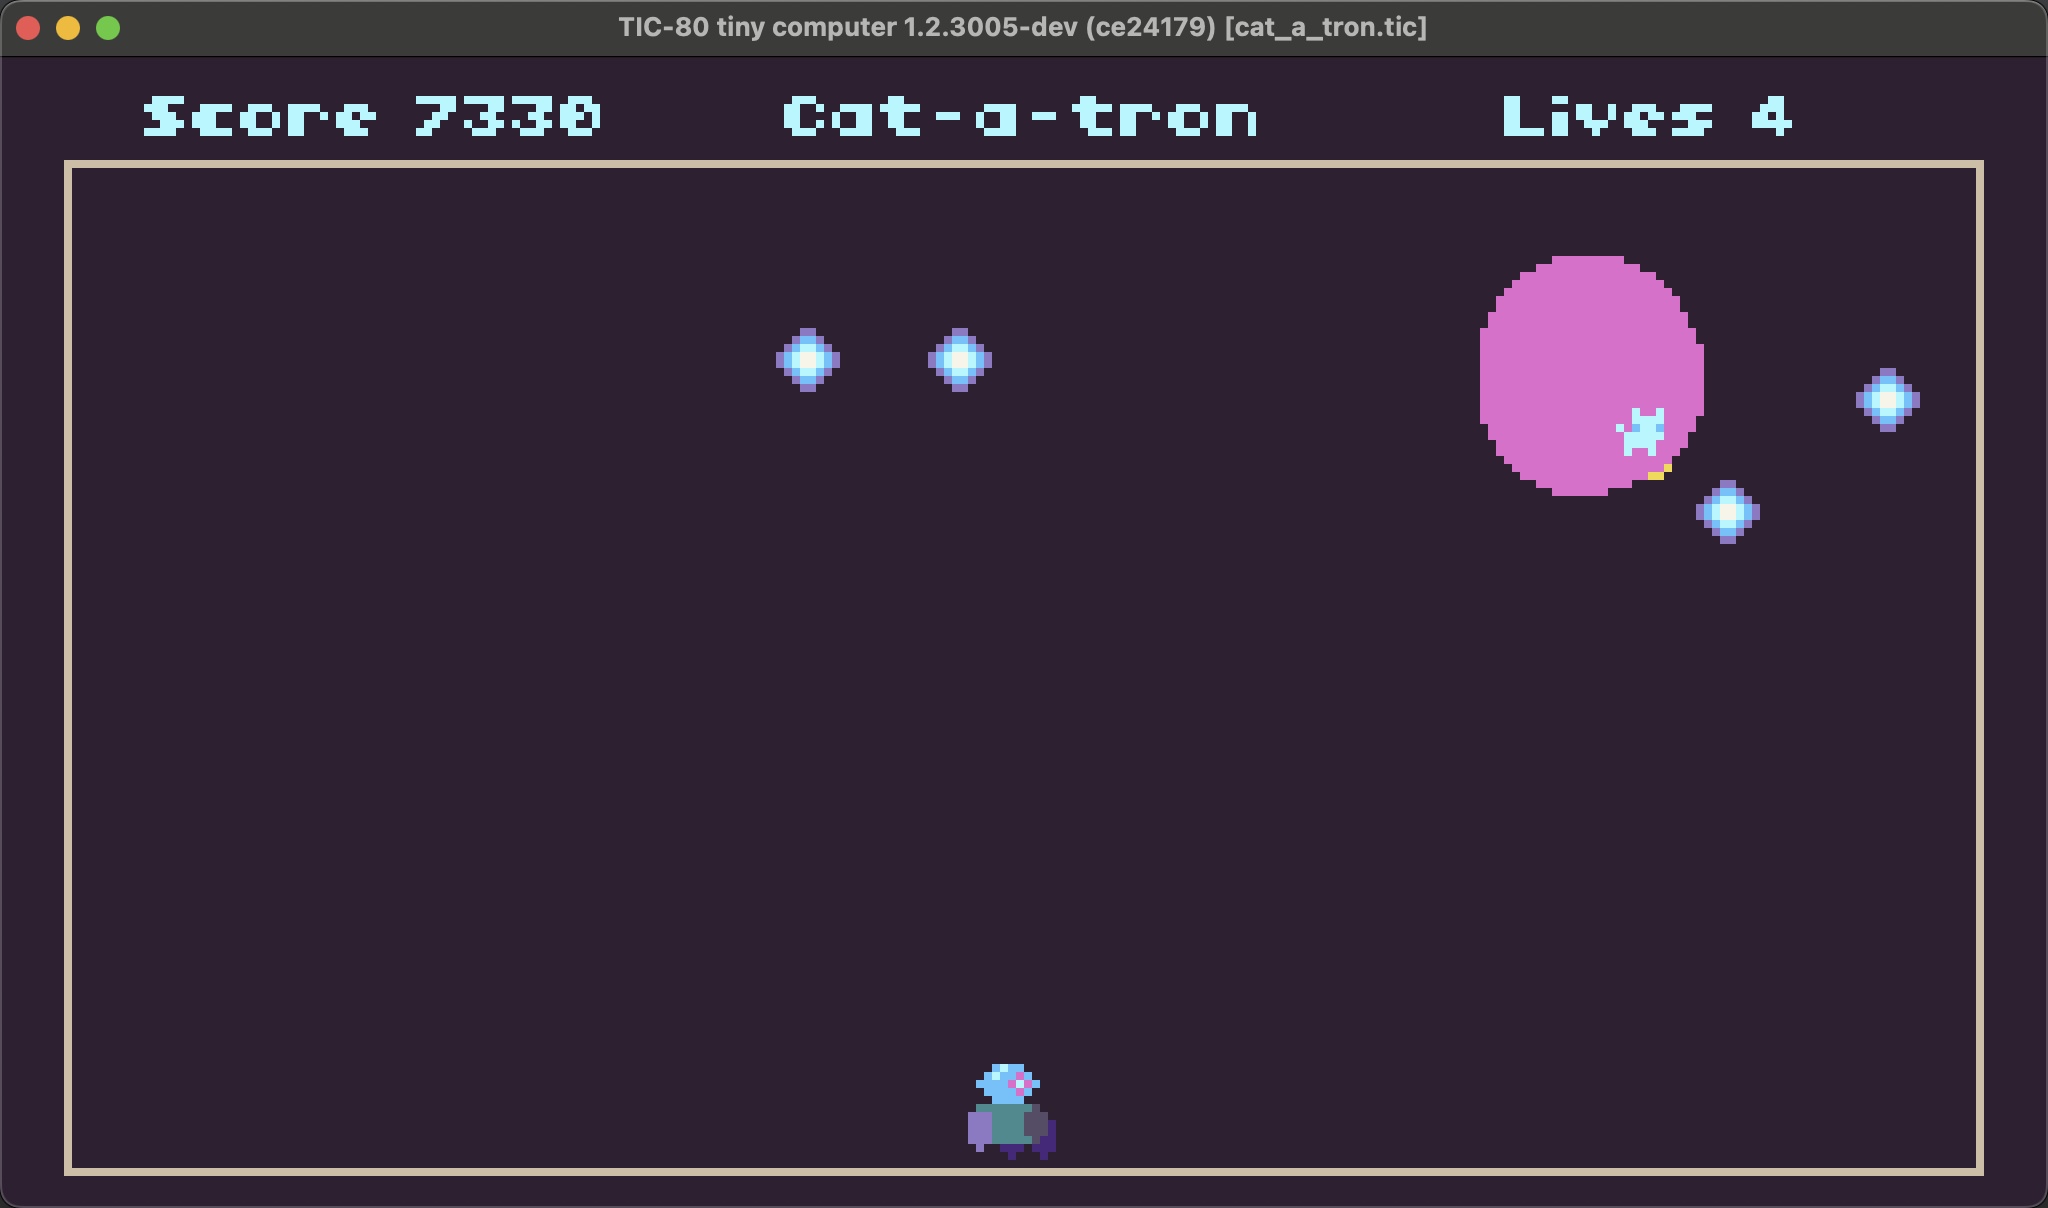 TIC-80 tiny computer 1.2.3005-dev (ce24179) [cat_a_tron.tic]
Score 7330 Cat-a-tron Lives 4